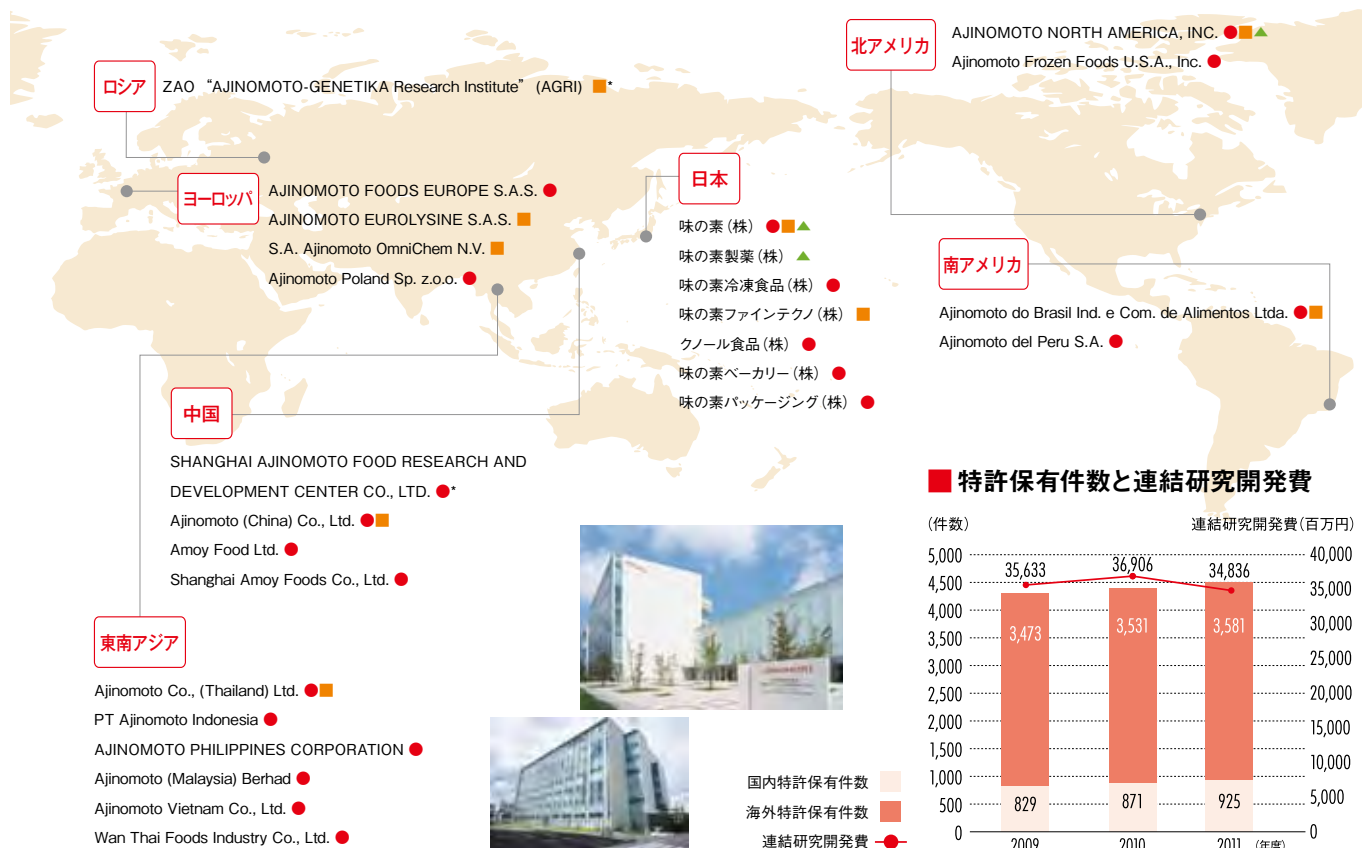 ロシア
ZAO “AJINOMOTO-GENETIKA Research Institute” (AGRI) ■*
ヨーロッパ
AJINOMOTO FOODS EUROPE S.A.S. ●
AJINOMOTO EUROLYSINE S.A.S. ■
S.A. Ajinomoto OmniChem N.V. ■
Ajinomoto Poland Sp. z.o.o. ●
日本
味の素(株) ●■▲
味の素製薬(株) ▲
味の素冷凍食品(株) ●
味の素ファインテクノ(株) ■
クノール食品(株) ●
味の素ベーカリー(株) ●
味の素パッケージング(株) ●
北アメリカ
AJINOMOTO NORTH AMERICA, INC. ●■▲
Ajinomoto Frozen Foods U.S.A., Inc. ●
南アメリカ
Ajinomoto do Brasil Ind. e Com. de Alimentos Ltda. ●■
Ajinomoto del Peru S.A. ●
中国
SHANGHAI AJINOMOTO FOOD RESEARCH AND
DEVELOPMENT CENTER CO., LTD. ●*
Ajinomoto (China) Co., Ltd. ●■
Amoy Food Ltd. ●
Shanghai Amoy Foods Co., Ltd. ●
東南アジア
Ajinomoto Co., (Thailand) Ltd. ●■
PT Ajinomoto Indonesia ●
AJINOMOTO PHILIPPINES CORPORATION ●
Ajinomoto (Malaysia) Berhad ●
Ajinomoto Vietnam Co., Ltd. ●
Wan Thai Foods Industry Co., Ltd. ●
■ 特許保有件数と連結研究開発費
(件数) 連結研究開発費(百万円)
5,000 40,000
35,633 36,906 34,836
4,500 35,000
4,000
3,473 3,531 3,581
3,500 30,000
3,000 25,000
2,500 20,000
2,000 15,000
1,500
1,000 10,000
500 5,000
829 871 925
0 0
2009 2010 2011 (年度)
国内特許保有件数
海外特許保有件数
連結研究開発費